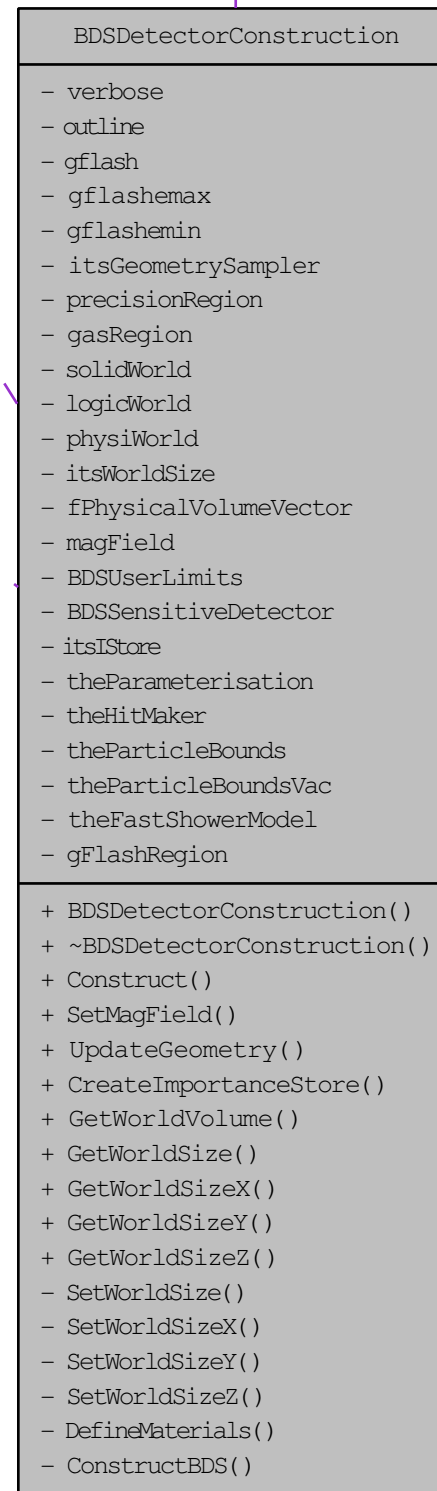 BDSDetectorConstruction
- verbose
- outline
- gflash
- gflashemax
- gflashemin
- itsGeometrySampler
- precisionRegion
- gasRegion
- solidWorld
- logicWorld
- physiWorld
- itsWorldSize
- fPhysicalVolumeVector
- magField
- BDSUserLimits
- BDSSensitiveDetector
- itsIStore
- theParameterisation
- theHitMaker
- theParticleBounds
- theParticleBoundsVac
- theFastShowerModel
- gFlashRegion
+ BDSDetectorConstruction()
+ ~BDSDetectorConstruction()
+ Construct()
+ SetMagField()
+ UpdateGeometry()
+ CreateImportanceStore()
+ GetWorldVolume()
+ GetWorldSize()
+ GetWorldSizeX()
+ GetWorldSizeY()
+ GetWorldSizeZ()
- SetWorldSize()
- SetWorldSizeX()
- SetWorldSizeY()
- SetWorldSizeZ()
- DefineMaterials()
- ConstructBDS()